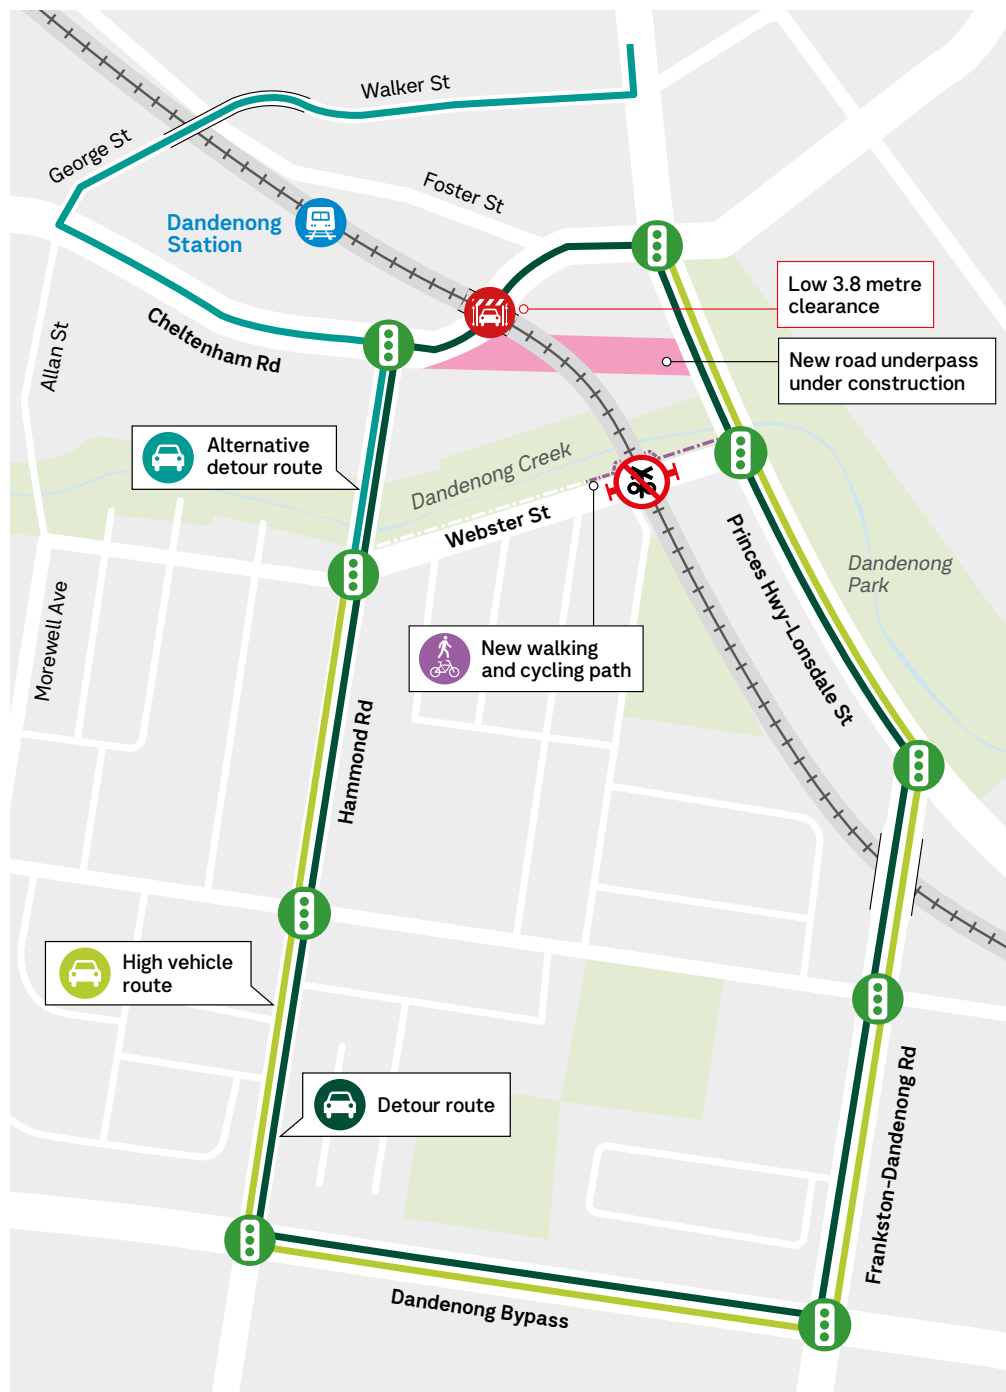 Walker St
George St
Foster St
Dandenong
Station
Low 3.8 metre
clearance
Cheltenham Rd
Allan St
New road underpass
under construction
Alternative
detour route
Dandenong Creek
Webster St
Princes Hwy-Lonsdale St
Dandenong
Park
Morewell Ave
New walking
and cycling path
Hammond Rd
High vehicle
route
Detour route
Frankston-Dandenong Rd
Dandenong Bypass